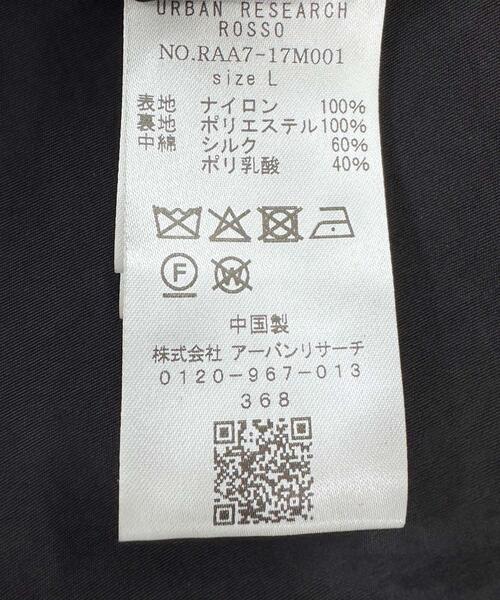 URBAN RESEARCH
ROSSO
NO.RAA7-17M001
size L
表地 ナイロン 100%
裏地 ポリエステル100%
中綿 シルク 60%
ポリ乳酸 40%
F W
中国製
株式会社 アーバンリサーチ
0120-967-013
368